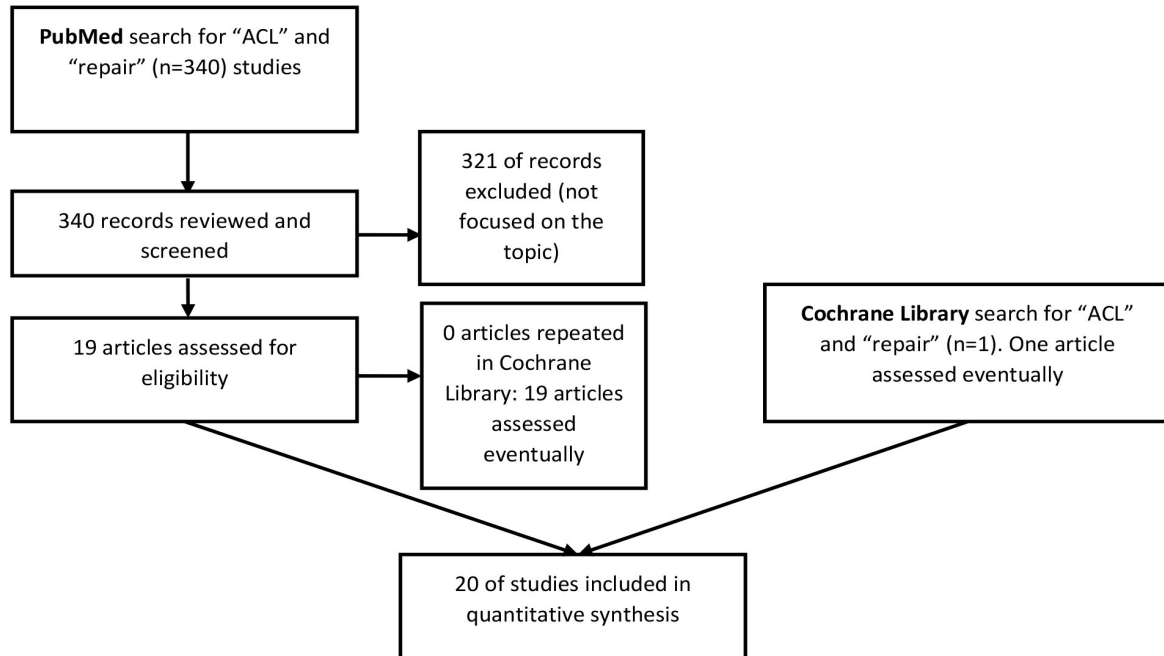 PubMed search for “ACL” and
“repair” (n=340) studies
321 of records
excluded (not
focused on the
topic)
340 records reviewed and
screened
19 articles assessed for
eligibility
0 articles repeated
in Cochrane
Library: 19 articles
assessed
eventually
Cochrane Library search for “ACL”
and “repair” (n=1). One article
assessed eventually
20 of studies included in
quantitative synthesis